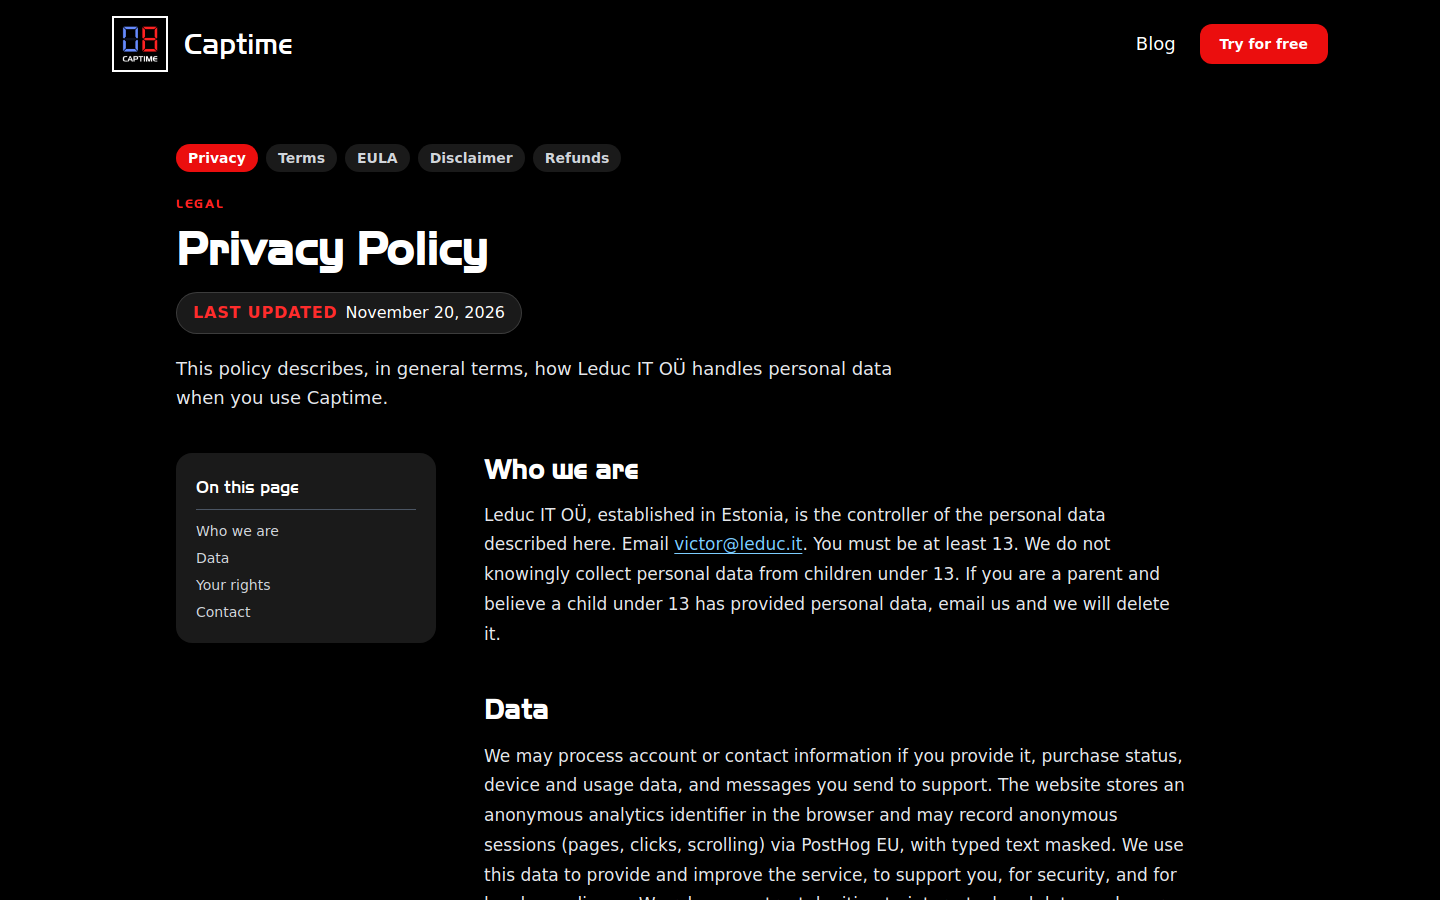 08
CAPTIME
Captime
Blog
Try for free
Privacy
Terms
EULA
Disclaimer
Refunds
LEGAL
Privacy Policy
LAST UPDATED November 20, 2026
This policy describes, in general terms, how Leduc IT OÜ handles personal data
when you use Captime.
On this page
Who we are
Data
Your rights
Contact
Who we are
Leduc IT OÜ, established in Estonia, is the controller of the personal data
described here. Email victor@leduc.it. You must be at least 13. We do not
knowingly collect personal data from children under 13. If you are a parent and
believe a child under 13 has provided personal data, email us and we will delete
it.
Data
We may process account or contact information if you provide it, purchase status,
device and usage data, and messages you send to support. The website stores an
anonymous analytics identifier in the browser and may record anonymous
sessions (pages, clicks, scrolling) via PostHog EU, with typed text masked. We use
this data to provide and improve the service, to support you, for security, and for